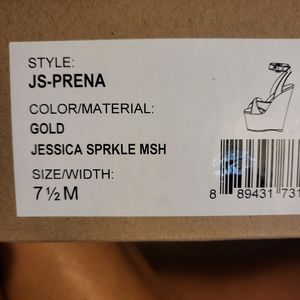 STYLE:
JS-PRENA
COLOR/MATERIAL:
GOLD
JESSICA SPRKLE MSH
SIZE/WIDTH:
7½M
8 89431 731